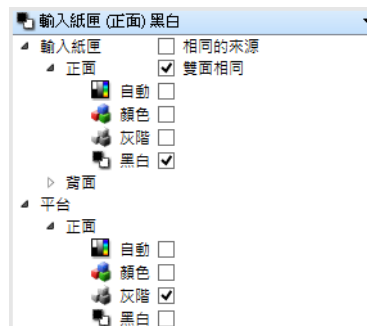 輸入紙匣 (正面) 黑白
輸入紙匣 相同的來源
正面 雙面相同
自動
顏色
灰階
黑白
背面
平台
正面
自動
顏色
灰階
黑白